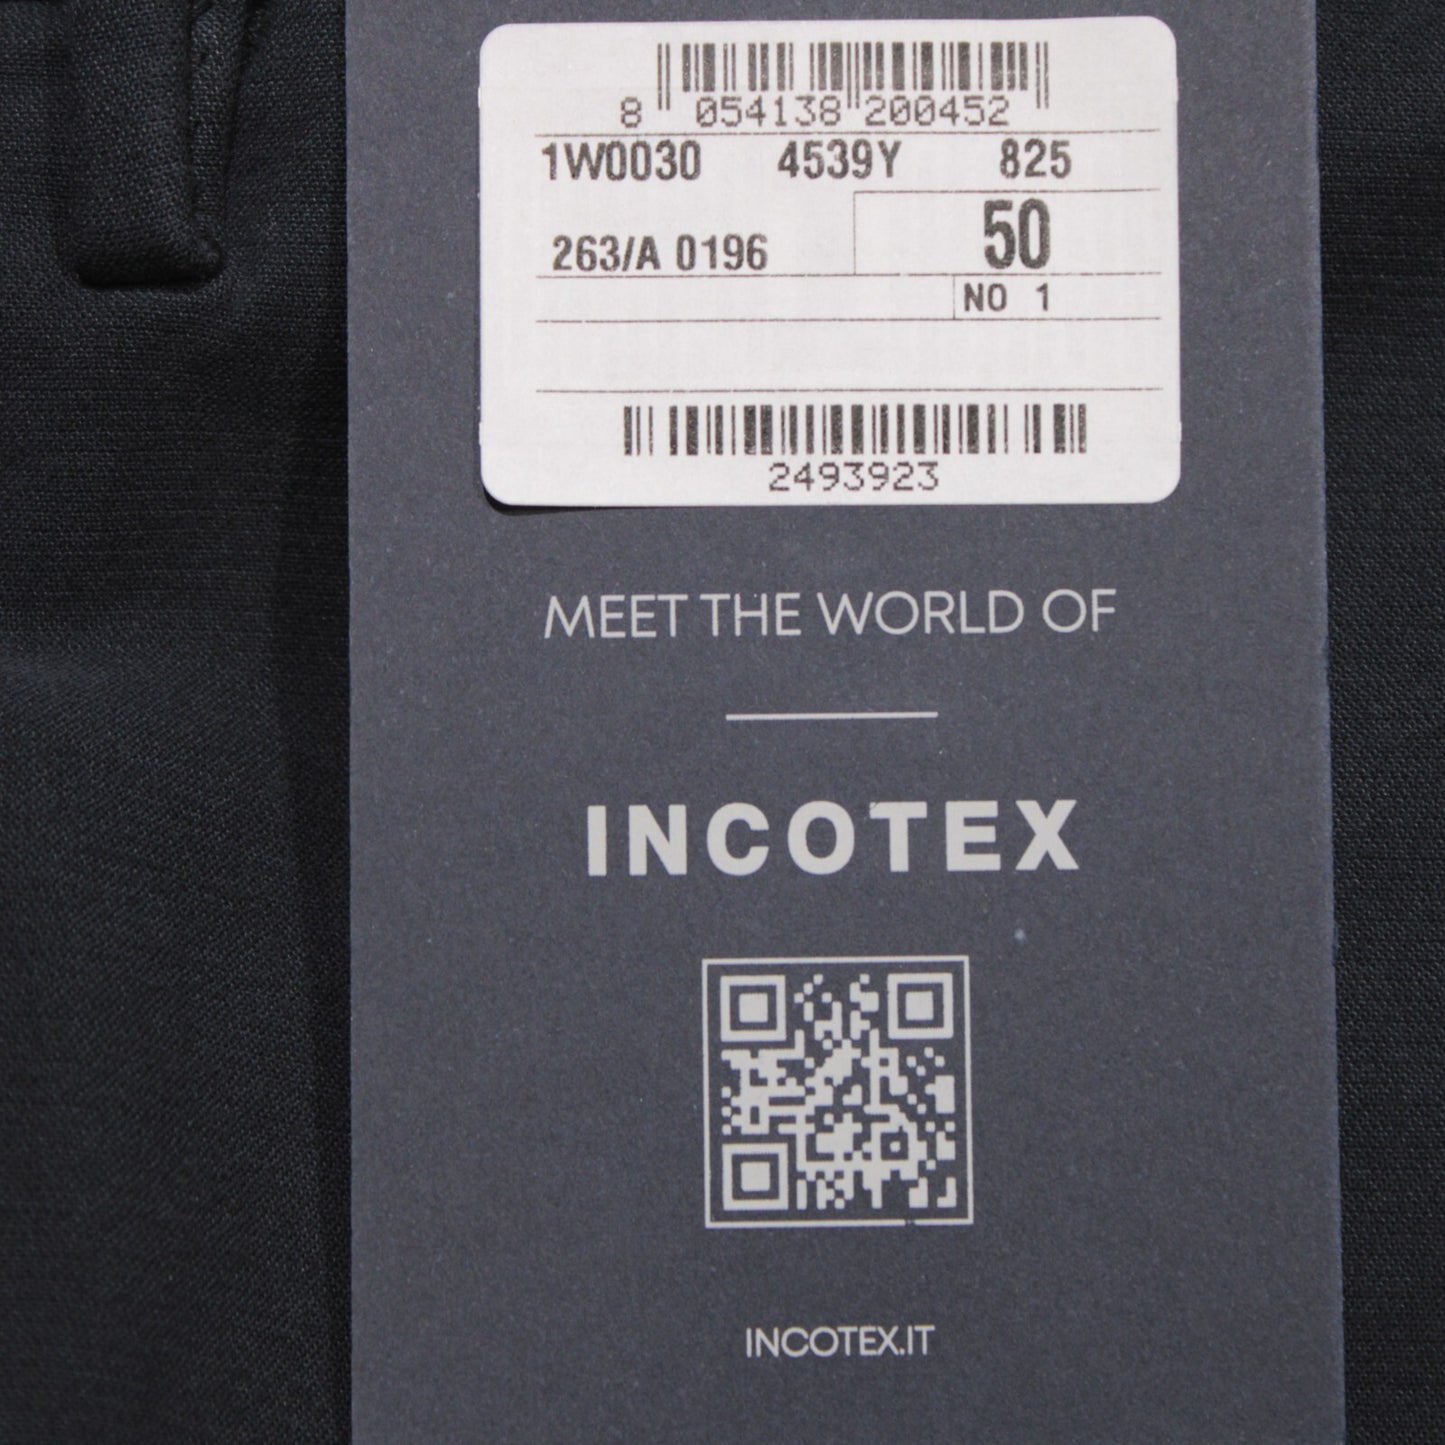 8 054138 200452
1W0030 4539Y 825
263/A 0196 50
NO 1
2493923
MEET THE WORLD OF
INCOTEX
INCOTEX.IT